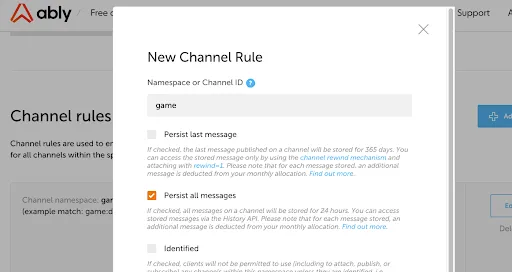 ably
Free
Support
New Channel Rule
Namespace or Channel ID ?
game
Channel rules
Channel rules are used to
for all channels within the
Persist last message
If checked, the last message published on a channel will be stored for 365 days. You
can access the stored message only by using the channel rewind mechanism and
attaching with rewind=1. Please note that for each message stored, an additional
message is deducted from your monthly allocation. Find out more.
Channel namespace:
(example match:
Persist all messages
If checked, all messages on a channel will be stored for 24 hours. You can access
stored messages via the History API. Please note that for each message stored, an
additional message is deducted from your monthly allocation. Find out more.
Identified
If checked, clients will not be permitted to use (including to attach, publish, or